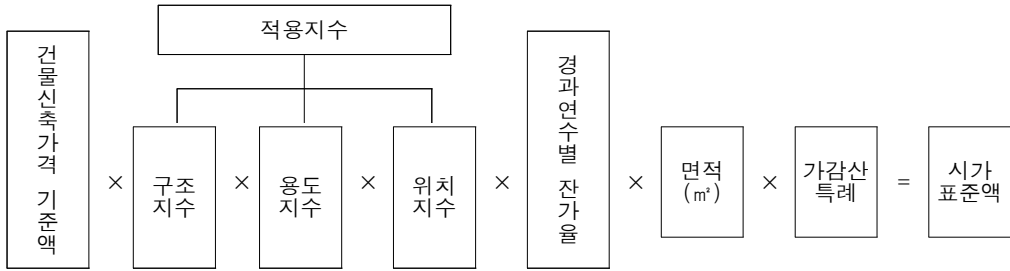 적용지수
건물신축가격 기준액
×
구조
지수
×
용도
지수
×
위치
지수
×
경과연수별 잔가율
×
면적
(㎡)
×
가감산
특례
=
시가
표준액